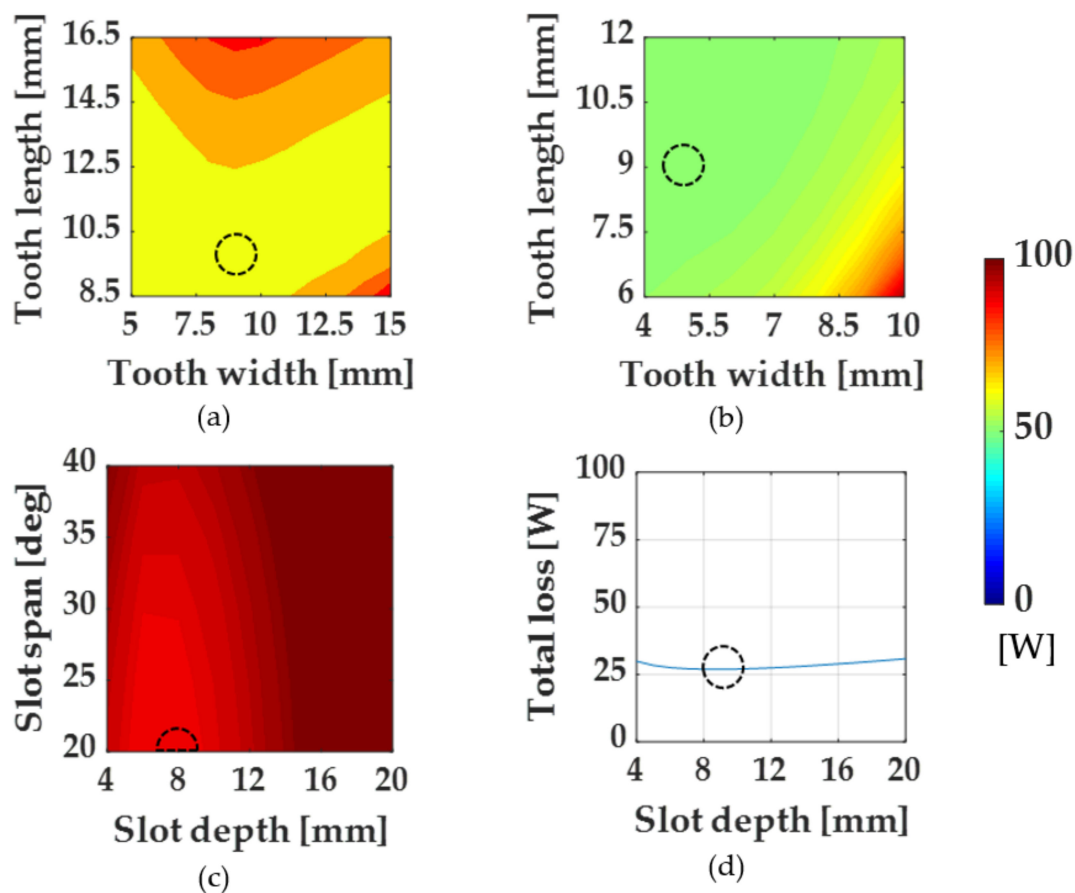 Tooth length [mm]
16.5
14.5
12.5
10.5
8.5
5 7.5 10 12.5 15
Tooth width [mm]
(a)
Tooth length [mm]
12
10.5
9
7.5
6
4 5.5 7 8.5 10
Tooth width [mm]
(b)
Slot span [deg]
40
35
30
25
20
4 8 12 16 20
Slot depth [mm]
(c)
Total loss [W]
100
75
50
25
0
4 8 12 16 20
Slot depth [mm]
(d)
100
50
0
[W]